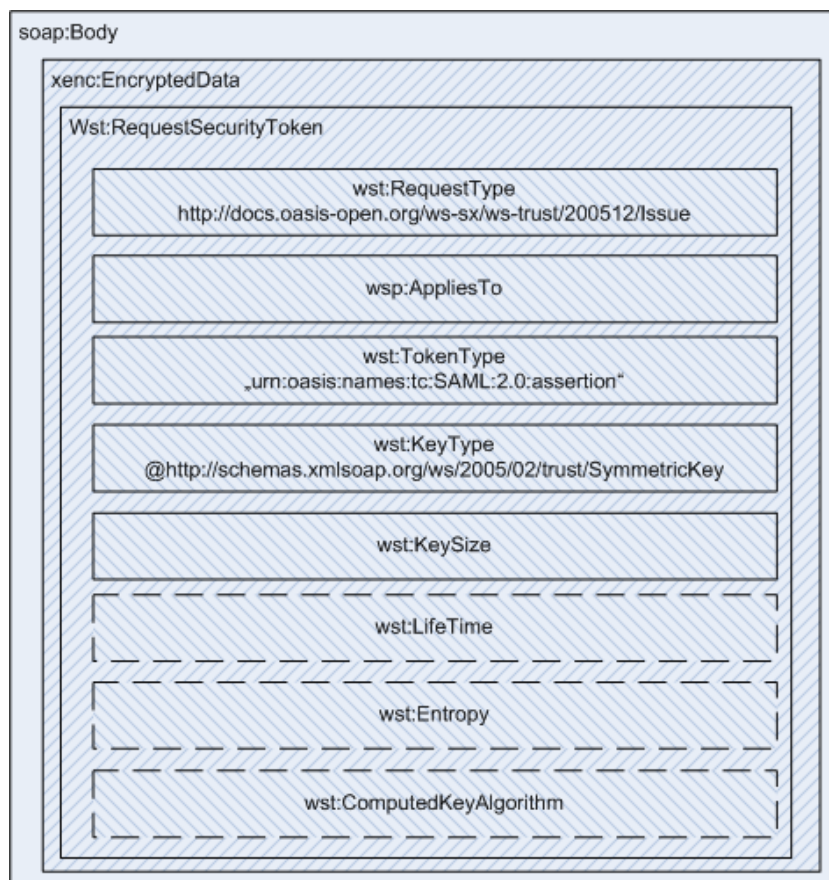 soap:Body
xenc:EncryptedData
Wst:RequestSecurityToken
wst:RequestType
http://docs.oasis-open.org/ws-sx/ws-trust/200512/Issue
wsp:AppliesTo
wst:TokenType
„urn:oasis:names:tc:SAML:2.0:assertion“
wst:KeyType
@http://schemas.xmlsoap.org/ws/2005/02/trust/SymmetricKey
wst:KeySize
wst:LifeTime
wst:Entropy
wst:ComputedKeyAlgorithm